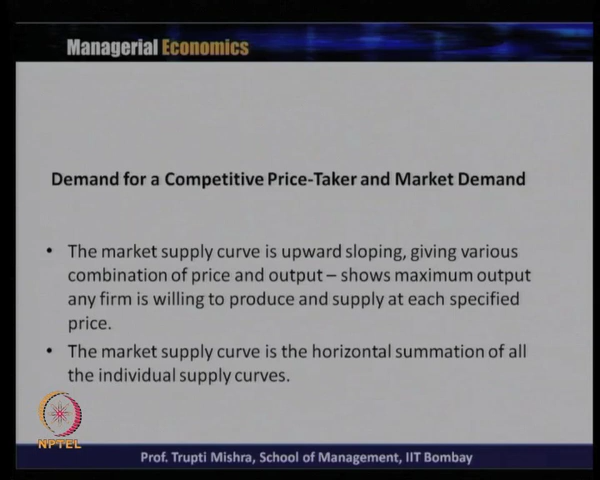 Managerial Economics
Demand for a Competitive Price-Taker and Market Demand
• The market supply curve is upward sloping, giving various
combination of price and output – shows maximum output
any firm is willing to produce and supply at each specified
price.
• The market supply curve is the horizontal summation of all
the individual supply curves.
NPTEL
Prof. Trupti Mishra, School of Management, IIT Bombay